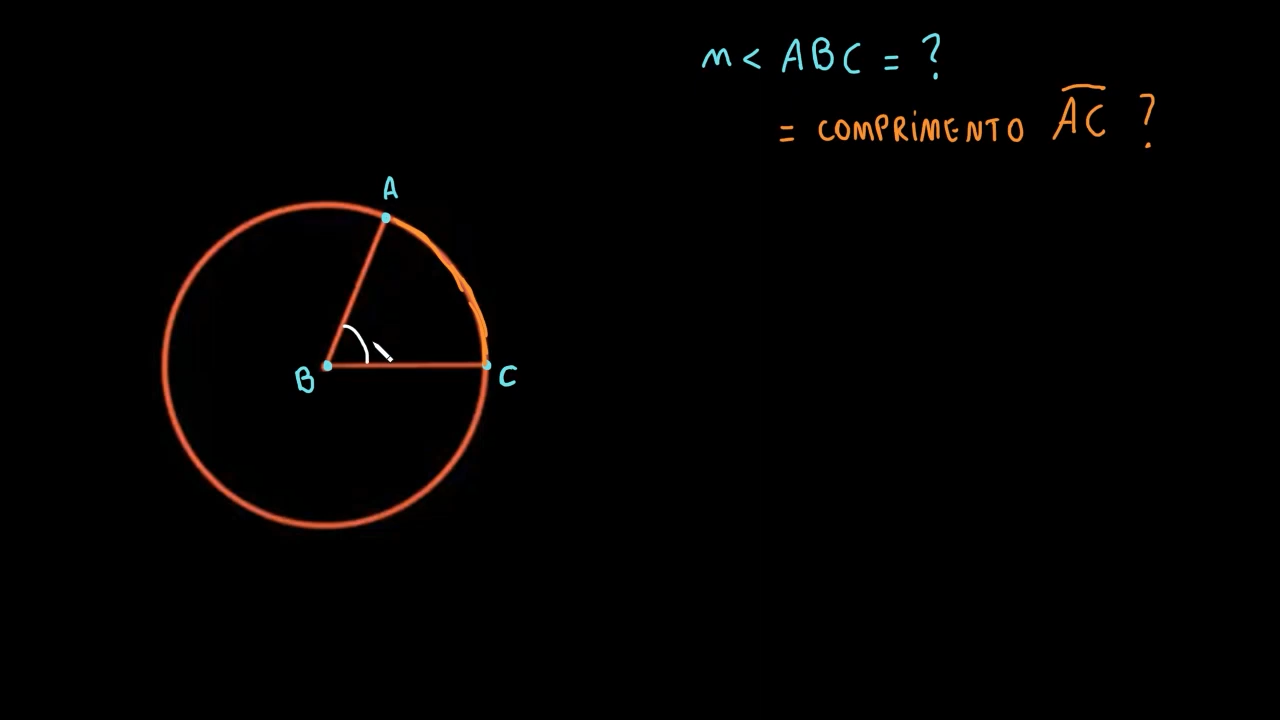 m< ABC = ?
= COMPRIMENTO AC ?
A
B
C